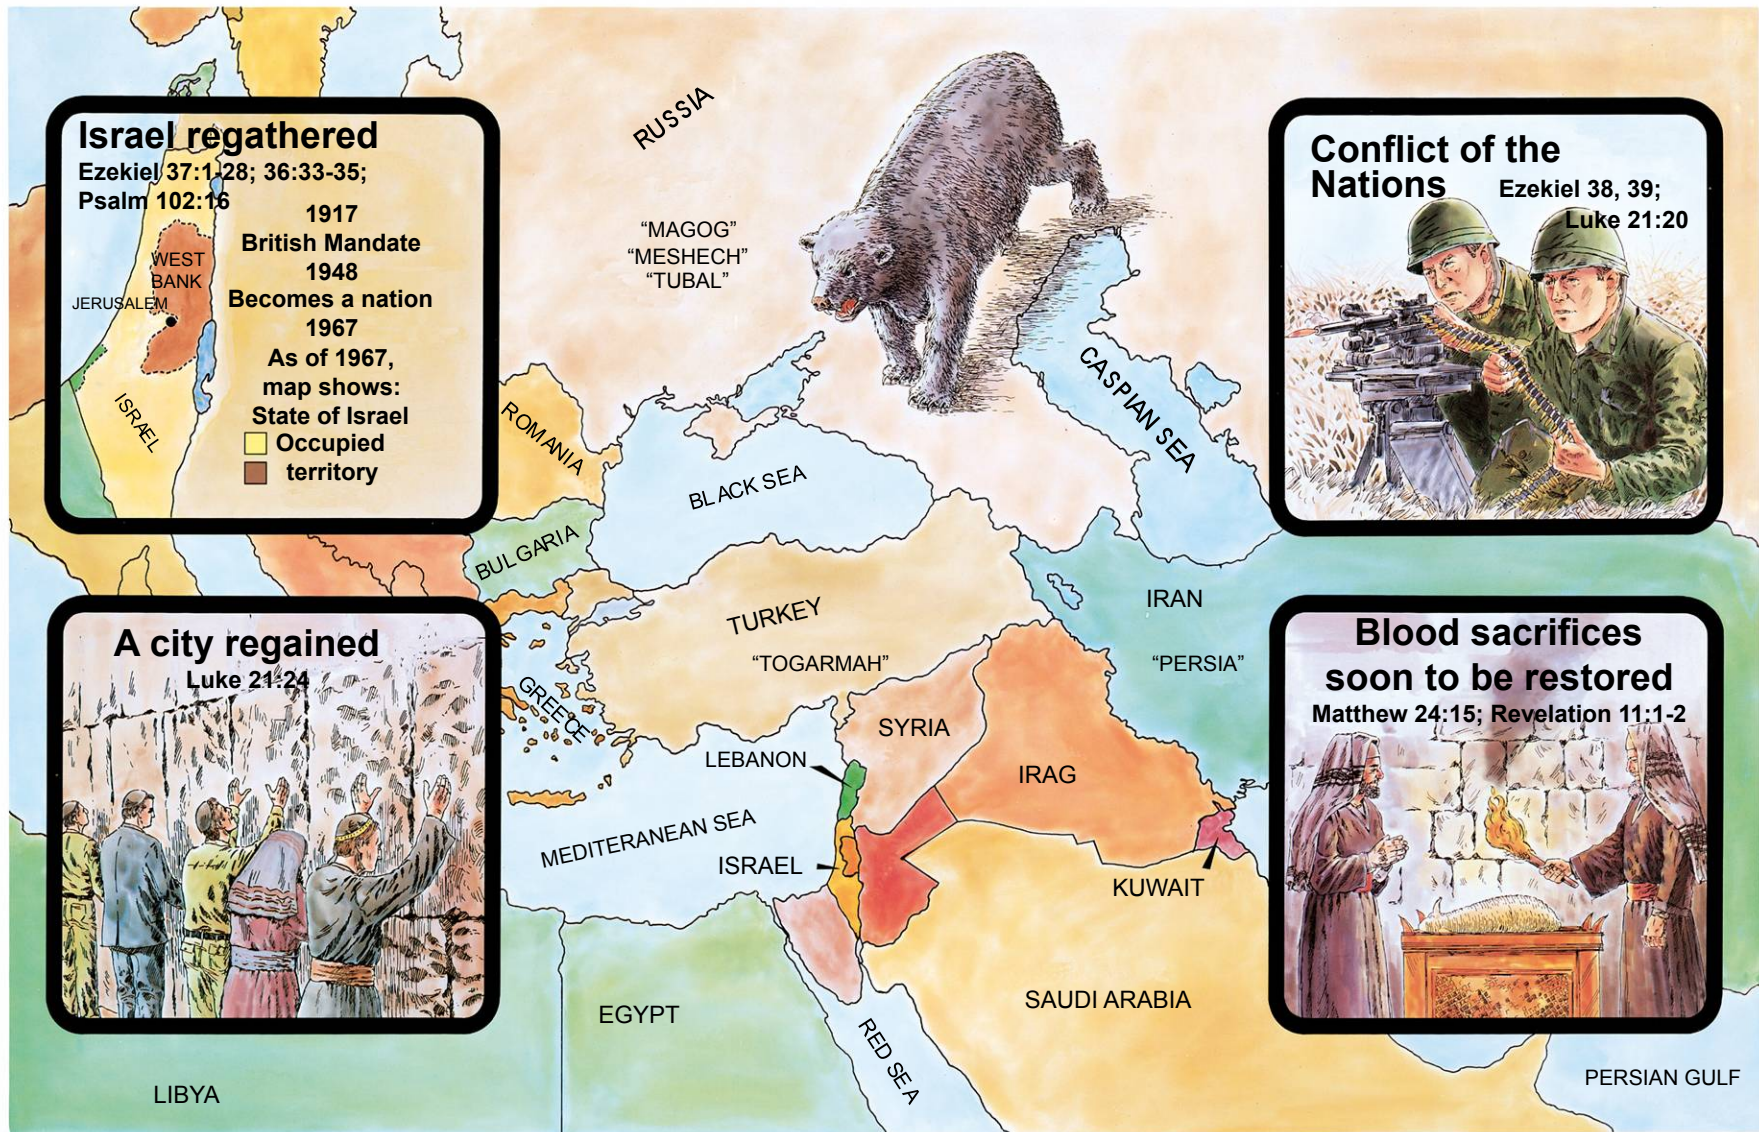 Israel regathered
Ezekiel 37:1-28; 36:33-35;
Psalm 102:16
1917
British Mandate
1948
Becomes a nation
1967
As of 1967,
map shows:
State of Israel
Occupied
territory
WEST
BANK
JERUSALEM
ISRAEL
RUSSIA
"MAGOG"
"MESHECH"
"TUBAL"
Conflict of the
Nations
Ezekiel 38, 39;
Luke 21:20
CASPIAN SEA
ROMANIA
BLACK SEA
BULGARIA
TURKEY
"TOGARMAH"
IRAN
"PERSIA"
A city regained
Luke 21:24
GREECE
SYRIA
LEBANON
IRAG
MEDITERANEAN SEA
ISRAEL
KUWAIT
Blood sacrifices
soon to be restored
Matthew 24:15; Revelation 11:1-2
EGYPT
SAUDI ARABIA
RED SEA
LIBYA
PERSIAN GULF